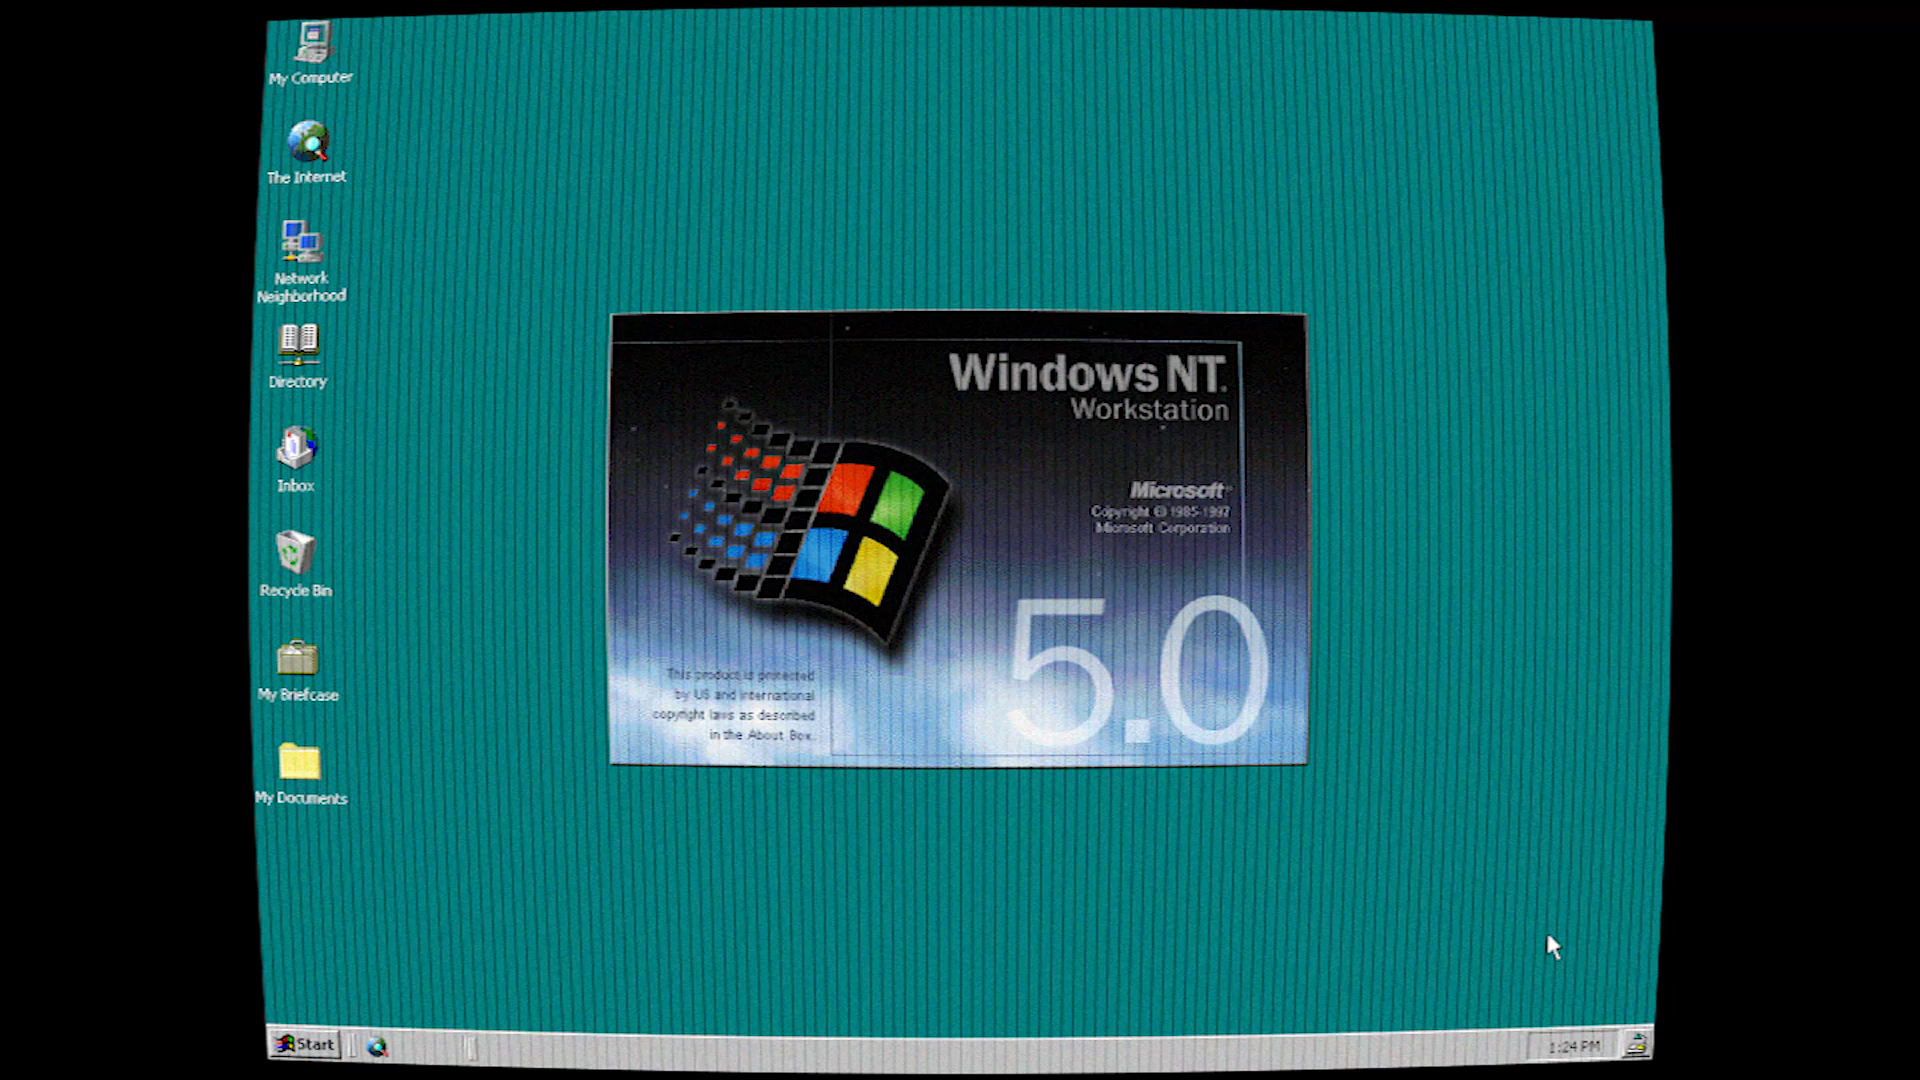 My Computer
The Internet
Network
Neighborhood
Directory
Inbox
Recycle Bin
My Briefcase
My Documents
Windows NT.
Workstation
Microsoft
Copyright © 1985-1997
Microsoft Corporation
5.0
This product is protected
by US and international
copyright laws as described
in the About Box.
Start
1:24 PM